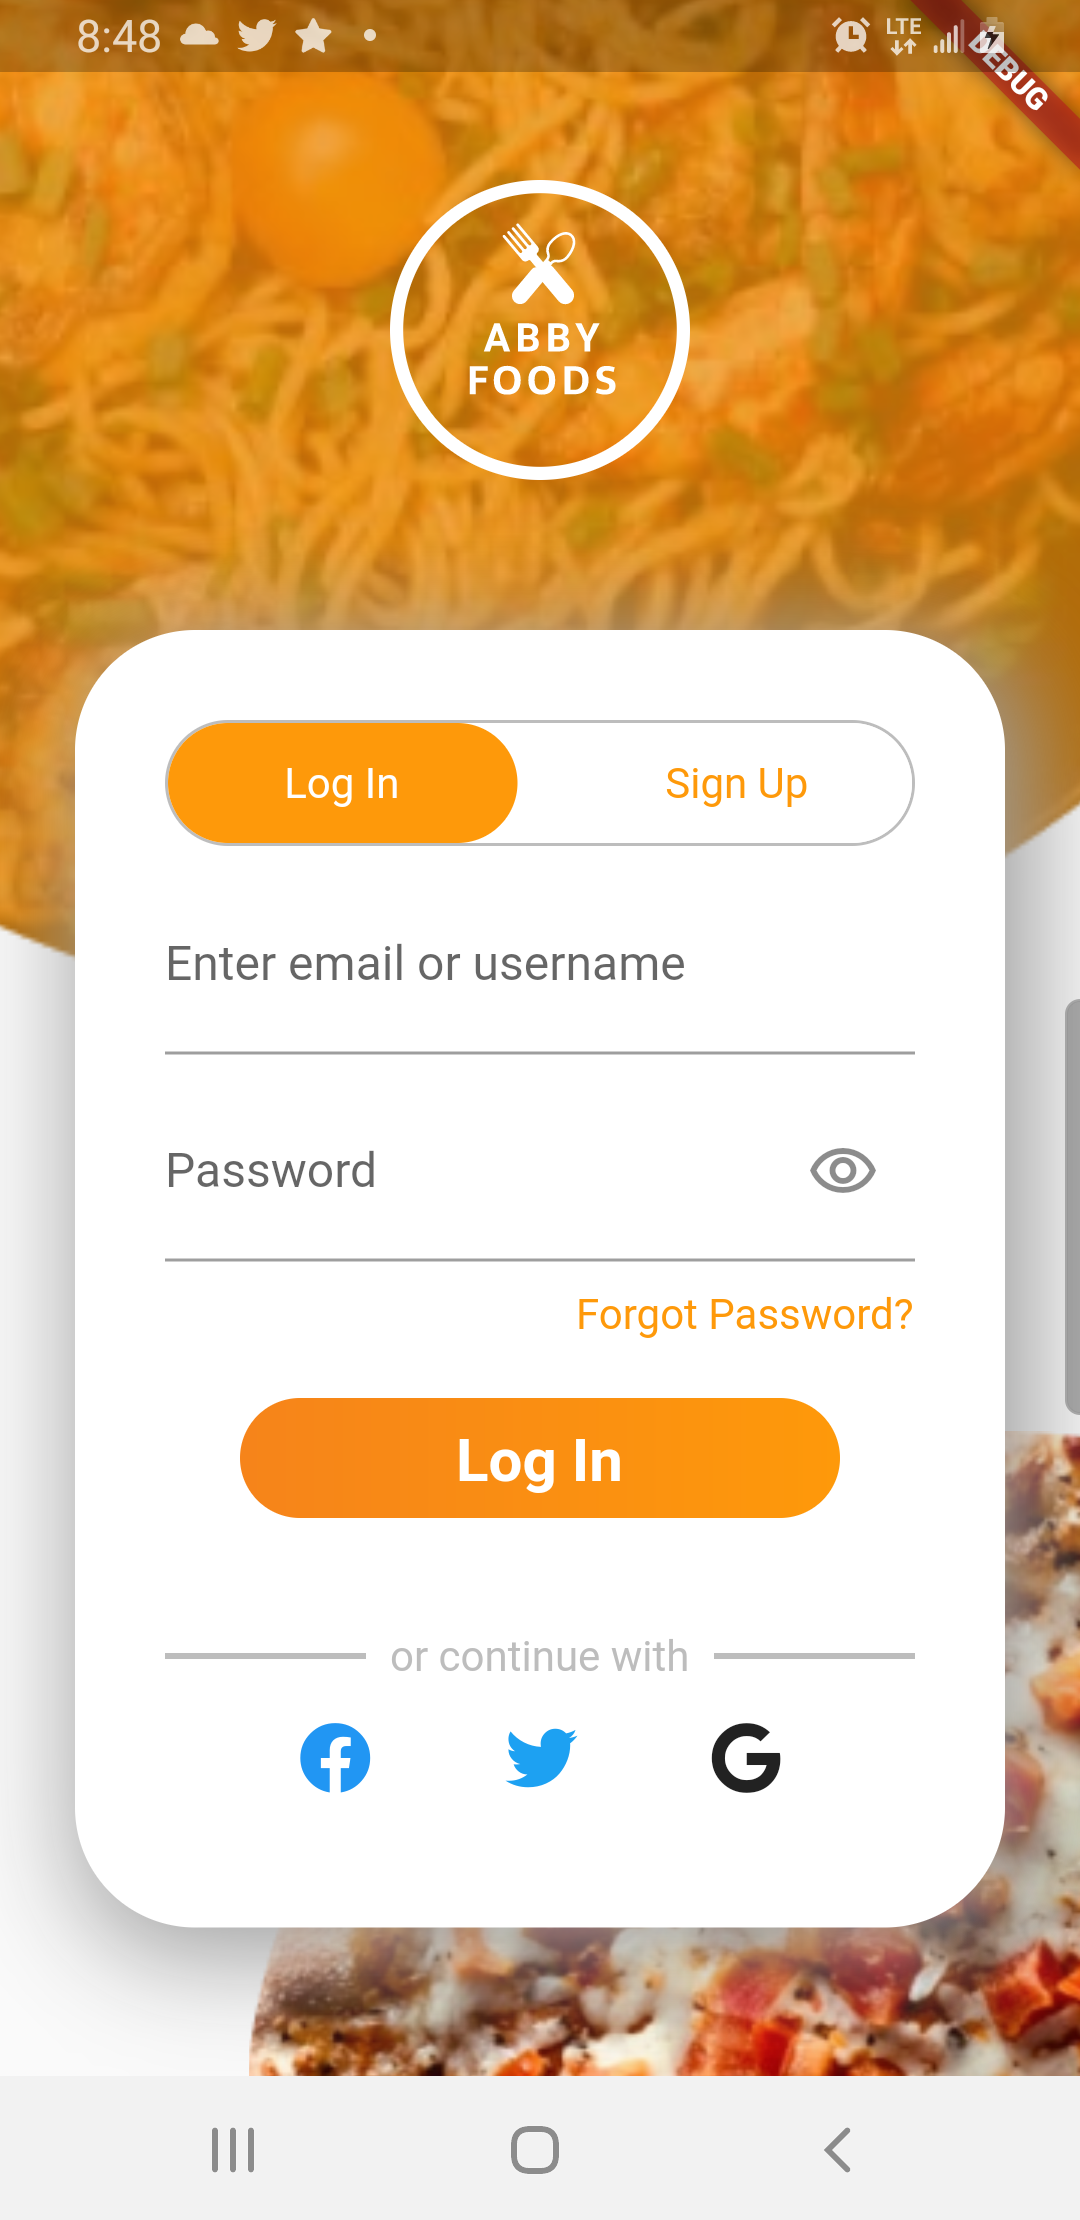 8:48
LTE
DEBUG
ABBY
FOODS
Log In
Sign Up
Enter email or username
Password
Forgot Password?
Log In
or continue with